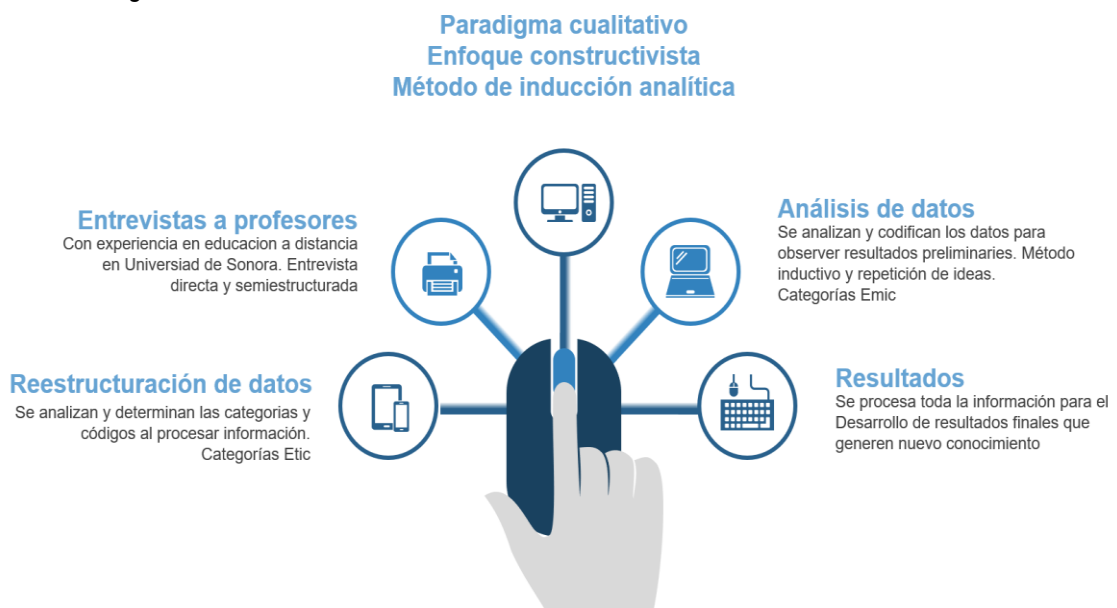 Paradigma cualitativo
Enfoque constructivista
Método de inducción analítica
Entrevistas a profesores
Con experiencia en educacion a distancia
en Universiad de Sonora. Entrevista
directa y semiestructurada
Análisis de datos
Se analizan y codifican los datos para
observer resultados preliminaries. Método
inductivo y repetición de ideas.
Categorías Emic
Reestructuración de datos
Se analizan y determinan las categorias y
códigos al procesar información.
Categorías Etic
Resultados
Se procesa toda la información para el
Desarrollo de resultados finales que
generen nuevo conocimiento